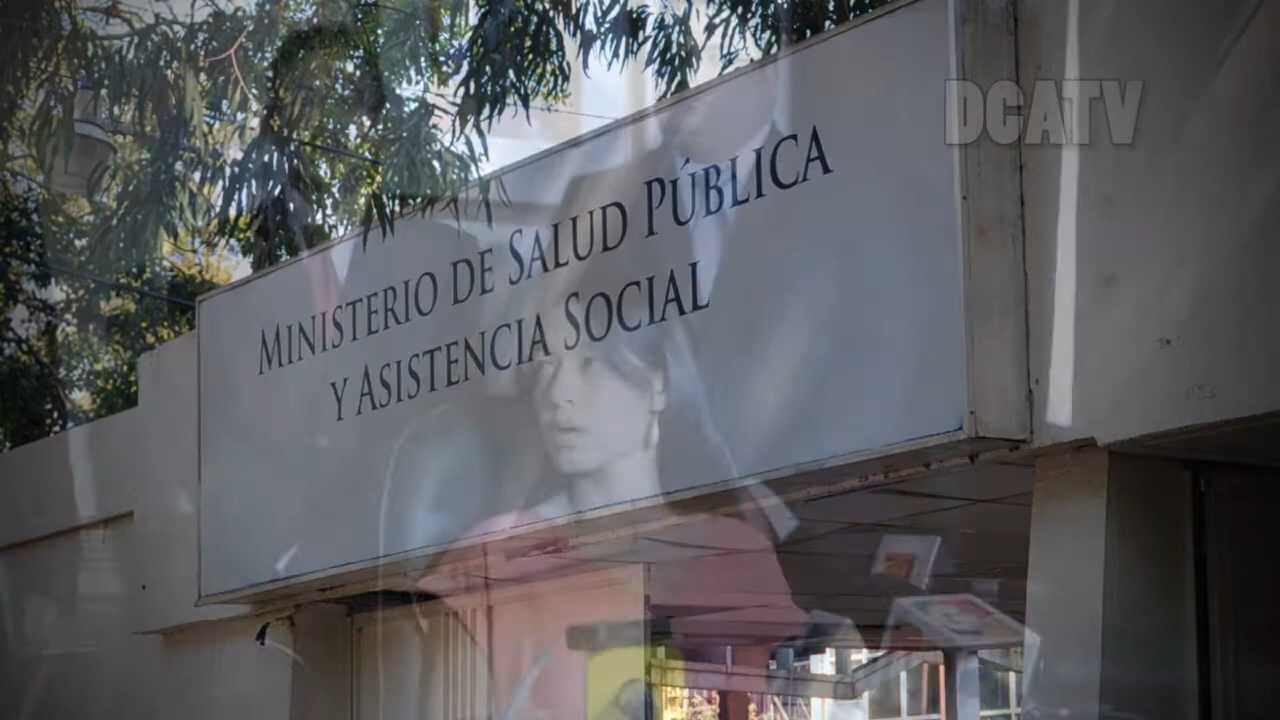 DCATV
MINISTERIO DE SALUD PÚBLICA
Y ASISTENCIA SOCIAL